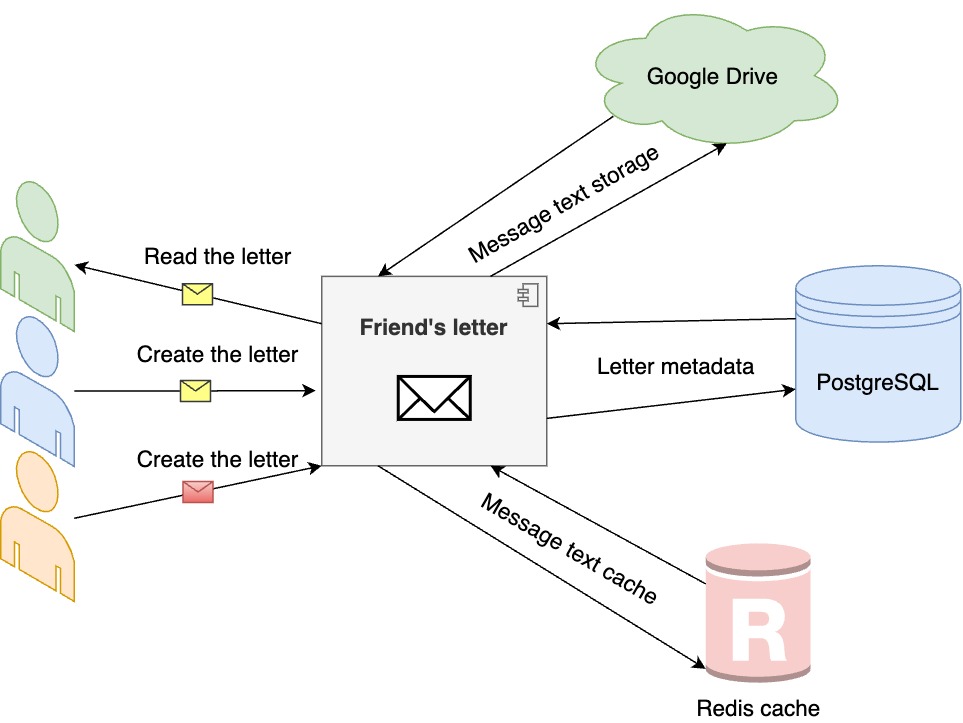 Google Drive
Message text storage
Read the letter
Friend's letter
Create the letter
Letter metadata
PostgreSQL
Create the letter
Message text cache
R
Redis cache